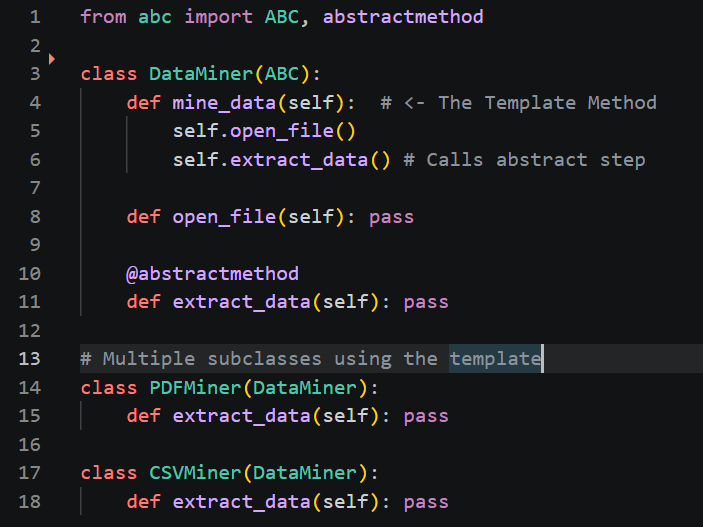 1 from abc import ABC, abstractmethod
2
3 class DataMiner(ABC):
4     def mine_data(self):  # <- The Template Method
5         self.open_file()
6         self.extract_data() # Calls abstract step
7
8     def open_file(self): pass
9
10     @abstractmethod
11     def extract_data(self): pass
12
13 # Multiple subclasses using the template
14 class PDFMiner(DataMiner):
15     def extract_data(self): pass
16
17 class CSVMiner(DataMiner):
18     def extract_data(self): pass